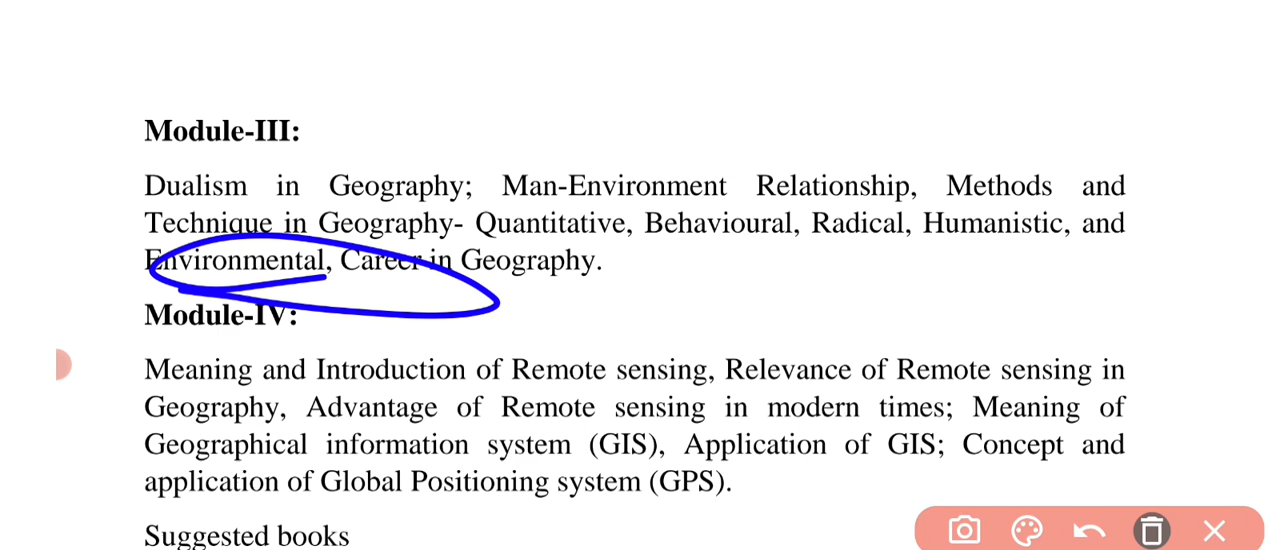 Module-III:
Dualism in Geography; Man-Environment Relationship, Methods and
Technique in Geography- Quantitative, Behavioural, Radical, Humanistic, and
Environmental, Career in Geography.
Module-IV:
Meaning and Introduction of Remote sensing, Relevance of Remote sensing in
Geography, Advantage of Remote sensing in modern times; Meaning of
Geographical information system (GIS), Application of GIS; Concept and
application of Global Positioning system (GPS).
Suggested books